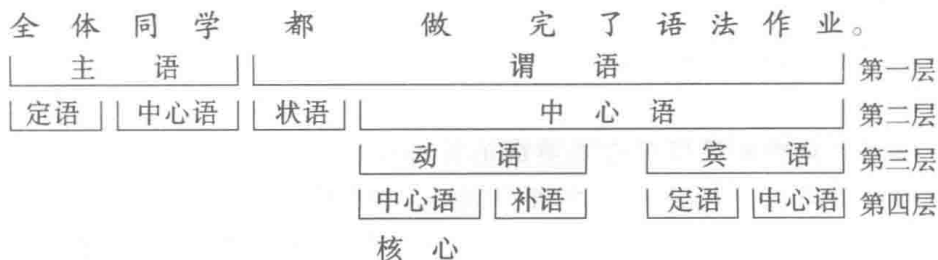 全体同学都做完了语法作业。
主语 谓语 第一层
定语 中心语 状语 中心语 第二层
动语 宾语 第三层
中心语 补语 定语 中心语 第四层
核心